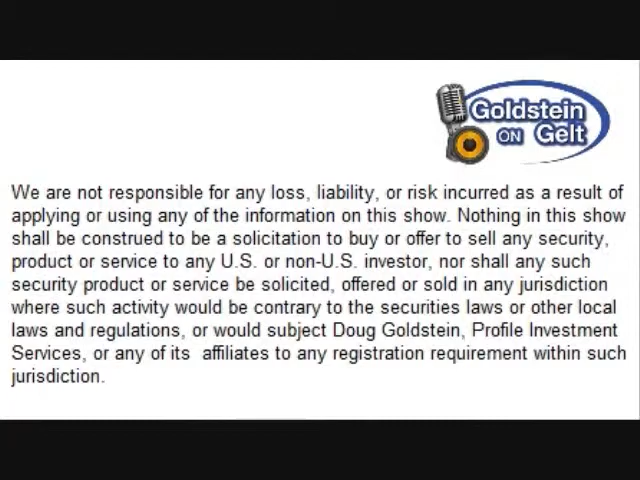 Goldstein
ON Gelt
We are not responsible for any loss, liability, or risk incurred as a result of
applying or using any of the information on this show. Nothing in this show
shall be construed to be a solicitation to buy or offer to sell any security,
product or service to any U.S. or non-U.S. investor, nor shall any such
security product or service be solicited, offered or sold in any jurisdiction
where such activity would be contrary to the securities laws or other local
laws and regulations, or would subject Doug Goldstein, Profile Investment
Services, or any of its  affiliates to any registration requirement within such
jurisdiction.